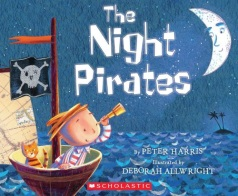 The
Night
Pirates
by PETER HARRIS
Illustrated by
DEBORAH ALLWRIGHT
SCHOLASTIC